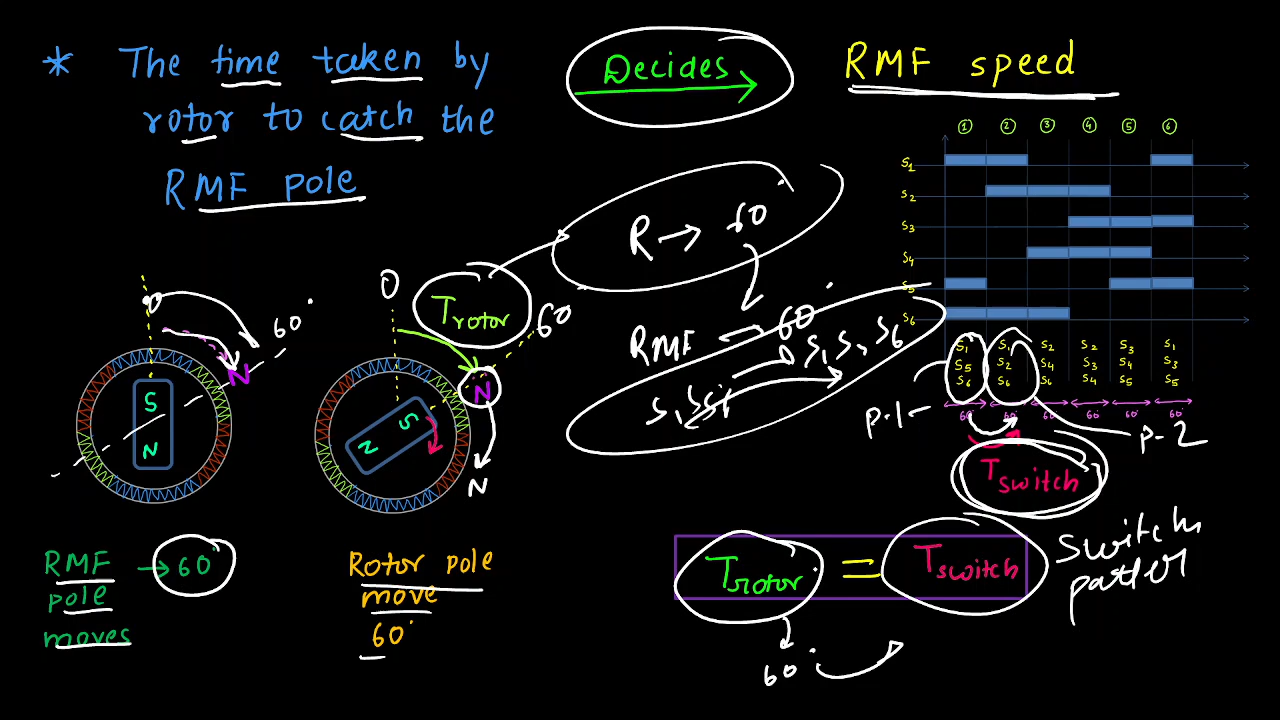 * The time taken by
rotor to catch the
RMF pole
Decides
RMF speed
① ② ③ ④ ⑤ ⑥
S1
S2
S3
S4
S5
S6
S1 S1 S2 S2 S3 S1
S5 S2 S4 S3 S4 S3
S6 S6 S6 S4 S5 S5
60° 60° 60° 60° 60° 60°
P-1
P-2
Tswitch
R → 60°
RMF
60°
S1 S2 S6
0
60°
N
S
N
0
Trotor
60°
N
S
N
N
RMF → 60°
pole
moves
Rotor pole
move
60°
Trotor = Tswitch
Switch
60°